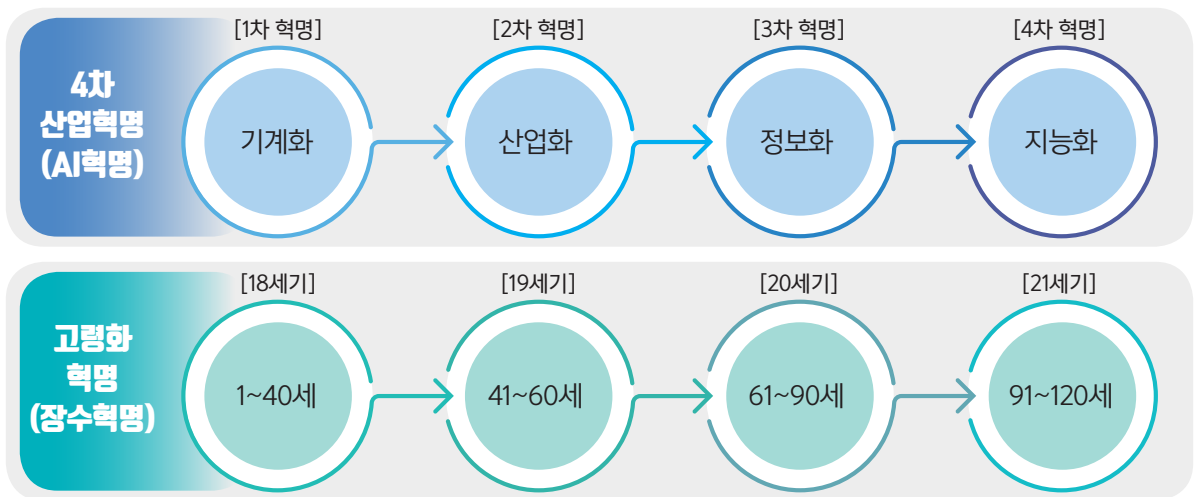 4차
산업혁명
(AI혁명)
[1차 혁명]
[2차 혁명]
[3차 혁명]
[4차 혁명]
기계화
산업화
정보화
지능화
고령화
혁명
(장수혁명)
[18세기]
[19세기]
[20세기]
[21세기]
1~40세
41~60세
61~90세
91~120세